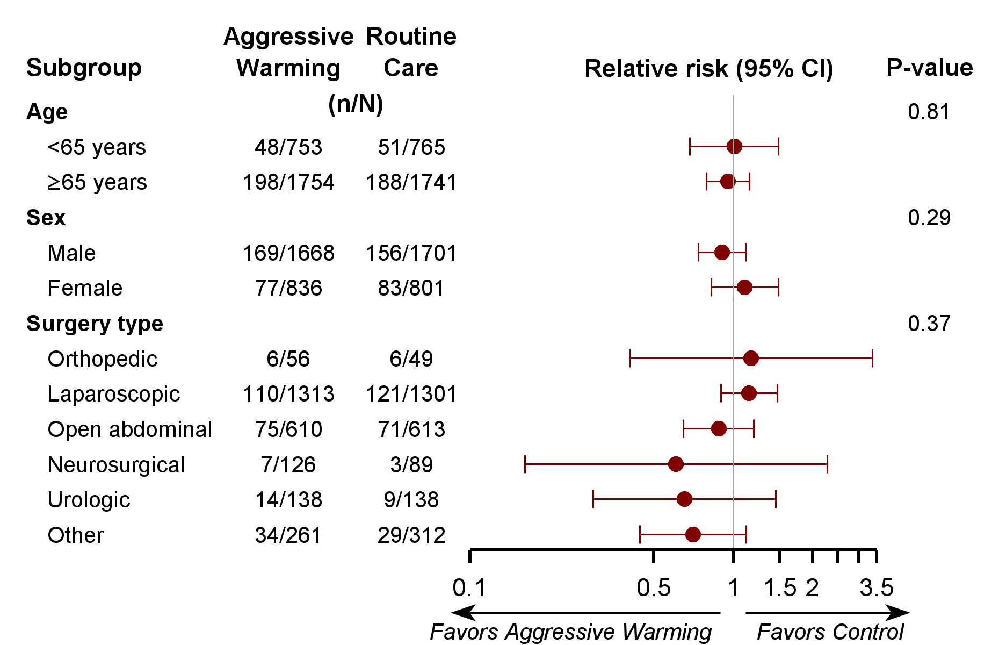 Aggressive Routine
Subgroup Warming Care Relative risk (95% CI) P-value
(n/N)
Age 0.81
<65 years 48/753 51/765
≥65 years 198/1754 188/1741
Sex 0.29
Male 169/1668 156/1701
Female 77/836 83/801
Surgery type 0.37
Orthopedic 6/56 6/49
Laparoscopic 110/1313 121/1301
Open abdominal 75/610 71/613
Neurosurgical 7/126 3/89
Urologic 14/138 9/138
Other 34/261 29/312
0.1 0.5 1 1.5 2 3.5
Favors Aggressive Warming Favors Control